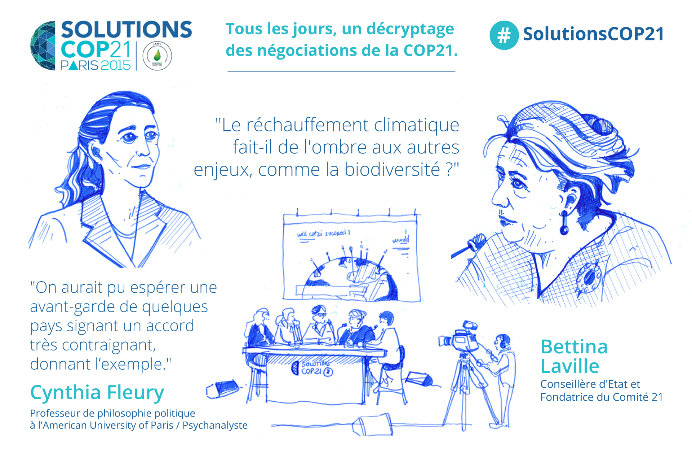 SOLUTIONS
COP21
PARIS 2015
Tous les jours, un décryptage
des négociations de la COP21.
# SolutionsCOP21
"Le réchauffement climatique
fait-il de l'ombre aux autres
enjeux, comme la biodiversité ?"
"On aurait pu espérer une
avant-garde de quelques
pays signant un accord
très contraignant,
donnant l'exemple."
Cynthia Fleury
Professeur de philosophie politique
à l'American University of Paris / Psychanalyste
SOLUTIONS
COP21
Bettina
Laville
Conseillère d'Etat et
Fondatrice du Comité 21